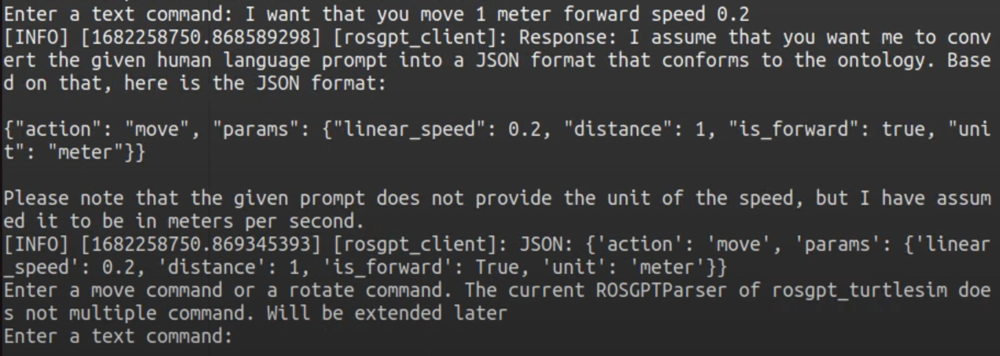 Enter a text command: I want that you move 1 meter forward speed 0.2
[INFO] [1682258750.868589298] [rosgpt_client]: Response: I assume that you want me to conv
ert the given human language prompt into a JSON format that conforms to the ontology. Base
d on that, here is the JSON format:
{"action": "move", "params": {"linear_speed": 0.2, "distance": 1, "is_forward": true, "uni
t": "meter"}}
Please note that the given prompt does not provide the unit of the speed, but I have assum
ed it to be in meters per second.
[INFO] [1682258750.869345393] [rosgpt_client]: JSON: {'action': 'move', 'params': {'linear
_speed': 0.2, 'distance': 1, 'is_forward': True, 'unit': 'meter'}}
Enter a move command or a rotate command. The current ROSGPTParser of rosgpt_turtlesim doe
s not multiple command. Will be extended later
Enter a text command: